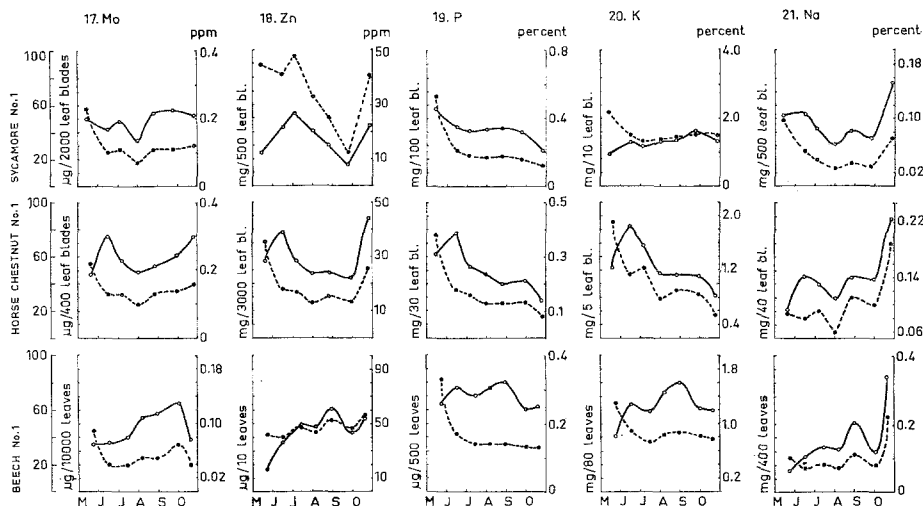 17. Mo
18. Zn
19. P
20. K
21. Na
ppm
ppm
percent
percent
percent
SYCAMORE No.1
100
60
20
µg/2000 leaf blades
0.4
0.2
0
mg/500 leaf bl.
50
30
10
mg/100 leaf bl.
0.8
0.4
0
mg/10 leaf bl.
4.0
2.0
0
mg/500 leaf bl.
0.18
0.10
0.02
HORSE CHESTNUT No.1
100
60
20
µg/400 leaf blades
0.4
0.2
0
mg/3000 leaf bl.
50
30
10
mg/30 leaf bl.
0.5
0.3
0.1
mg/5 leaf bl.
2.0
1.2
0.4
mg/40 leaf bl.
0.22
0.12
0.06
BEECH No.1
100
60
20
µg/1000 leaves
0.18
0.10
0.02
µg/10 leaves
90
50
10
µg/500 leaves
0.4
0.2
0
mg/80 leaves
1.8
1.0
0.2
mg/400 leaves
0.4
0.2
0
M J J A S O
M J J A S O
M J J A S O
M J J A S O
M J J A S O